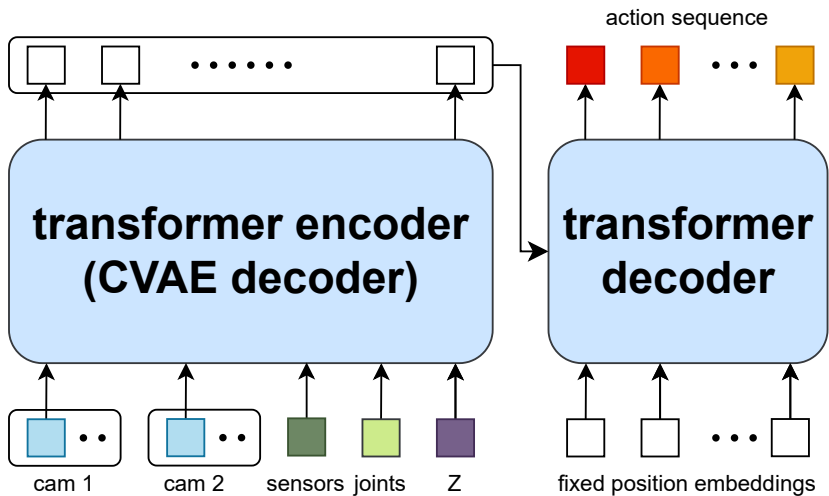 action sequence
transformer encoder
(CVAE decoder)
transformer
decoder
cam 1
cam 2
sensors
joints
Z
fixed position embeddings